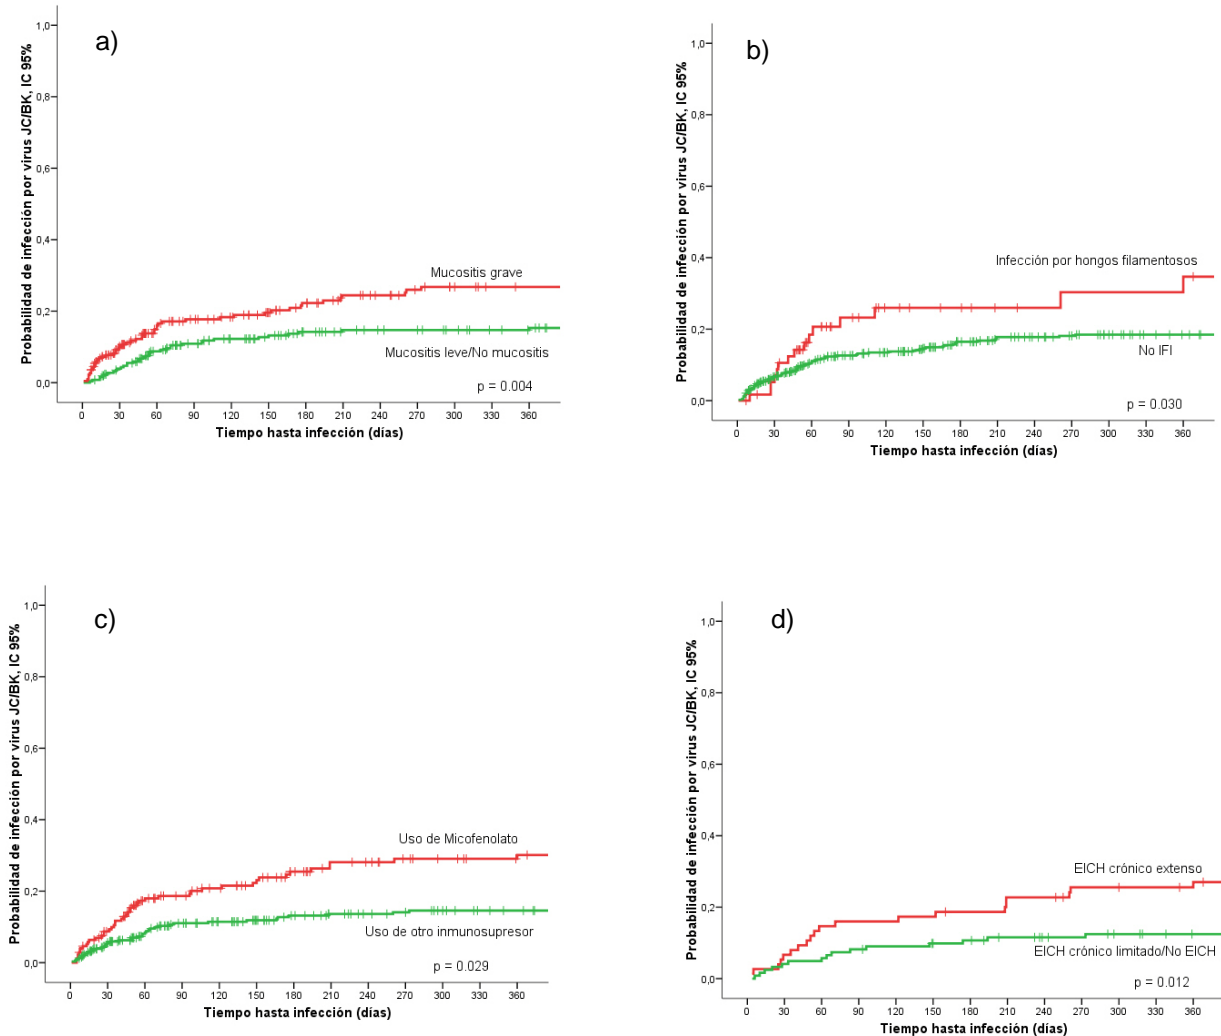 a)
Probabilidad de infección por virus JC/BK, IC 95%
1,0
0,8
0,6
0,4
0,2
0,0
Mucositis grave
Mucositis leve/No mucositis
p = 0.004
0 30 60 90 120 150 180 210 240 270 300 330 360
Tiempo hasta infección (días)
b)
Probabilidad de infección por virus JC/BK, IC 95%
1,0
0,8
0,6
0,4
0,2
0,0
Infección por hongos filamentosos
No IFI
p = 0.030
0 30 60 90 120 150 180 210 240 270 300 330 360
Tiempo hasta infección (días)
c)
Probabilidad de infección por virus JC/BK, IC 95%
1,0
0,8
0,6
0,4
0,2
0,0
Uso de Micofenolato
Uso de otro inmunosupresor
p = 0.029
0 30 60 90 120 150 180 210 240 270 300 330 360
Tiempo hasta infección (días)
d)
Probabilidad de infección por virus JC/BK, IC 95%
1,0
0,8
0,6
0,4
0,2
0,0
EICH crónico extenso
EICH crónico limitado/No EICH
p = 0.012
0 30 60 90 120 150 180 210 240 270 300 330 360
Tiempo hasta infección (días)